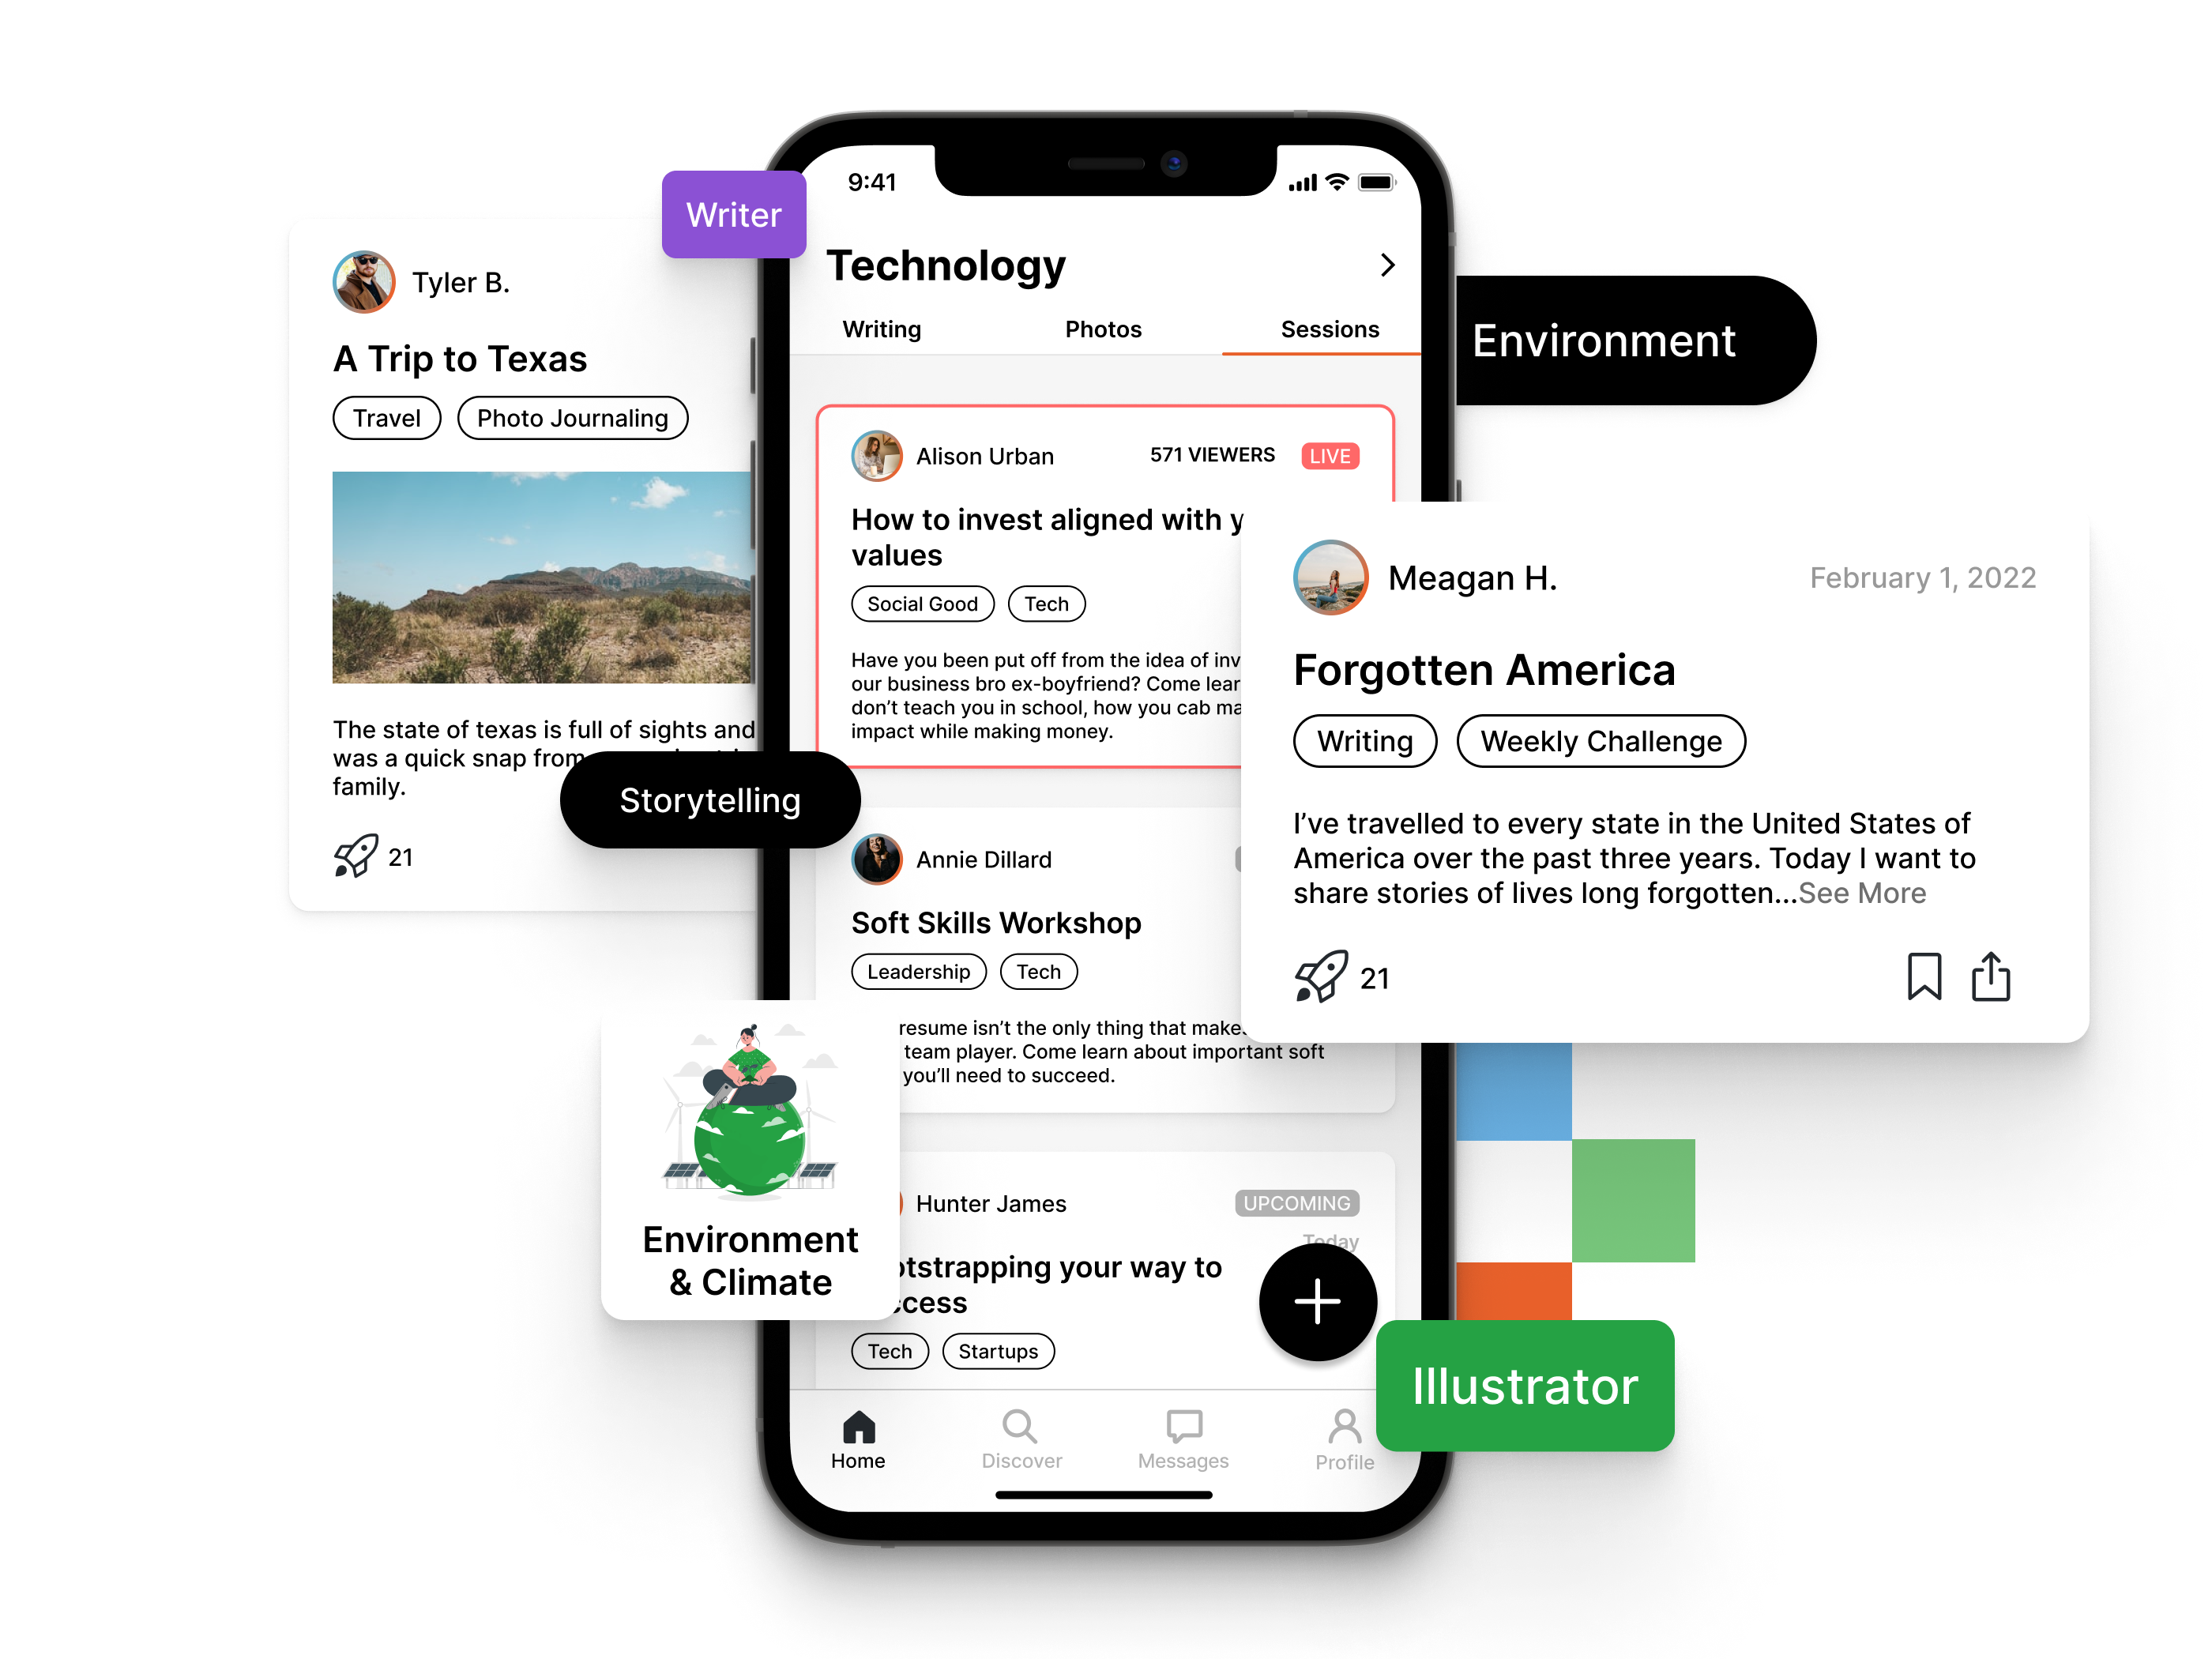 Writer
9:41
Technology
Writing
Photos
Sessions
Environment
Tyler B.
A Trip to Texas
Travel
Photo Journaling
The state of texas is full of sights and
was a quick snap from
family.
21
Storytelling
Alison Urban
571 VIEWERS
LIVE
How to invest aligned with
values
Social Good
Tech
Have you been put off from the idea of
our business bro ex-boyfriend? Come
don’t teach you in school, how you cab
impact while making money.
Meagan H.
February 1, 2022
Forgotten America
Writing
Weekly Challenge
I’ve travelled to every state in the United States of
America over the past three years. Today I want to
share stories of lives long forgotten...See More
21
Annie Dillard
Soft Skills Workshop
Leadership
Tech
resume isn’t the only thing that makes
team player. Come learn about important soft
you’ll need to succeed.
Environment
& Climate
Hunter James
UPCOMING
Today
your way to
Tech
Startups
Illustrator
Home
Discover
Messages
Profile